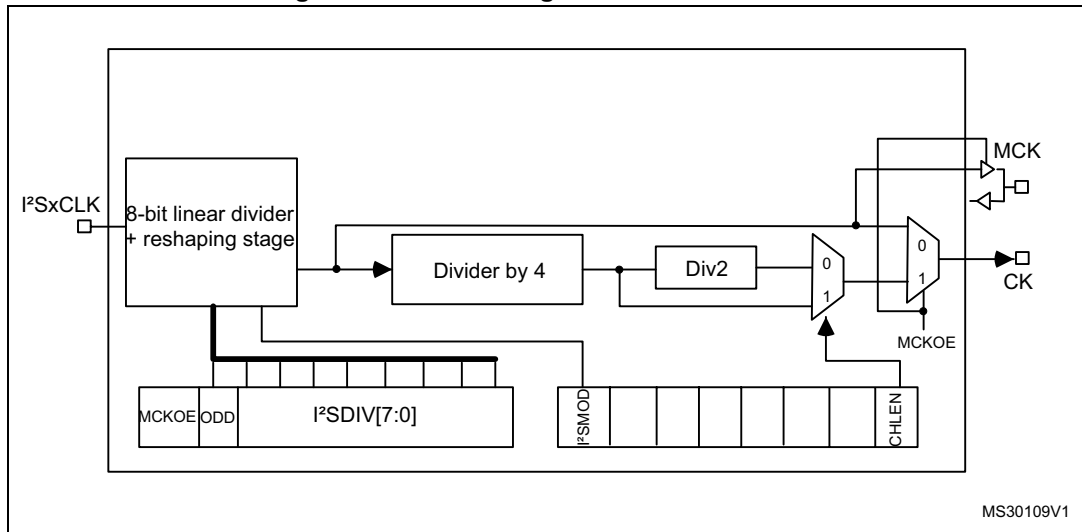 MCK
I²SxCLK
8-bit linear divider
+ reshaping stage
0
Divider by 4
Div2
0
1
1
CK
MCKOE
MCKOE
ODD
I²SDIV[7:0]
I²SMOD
CHLEN
MS30109V1